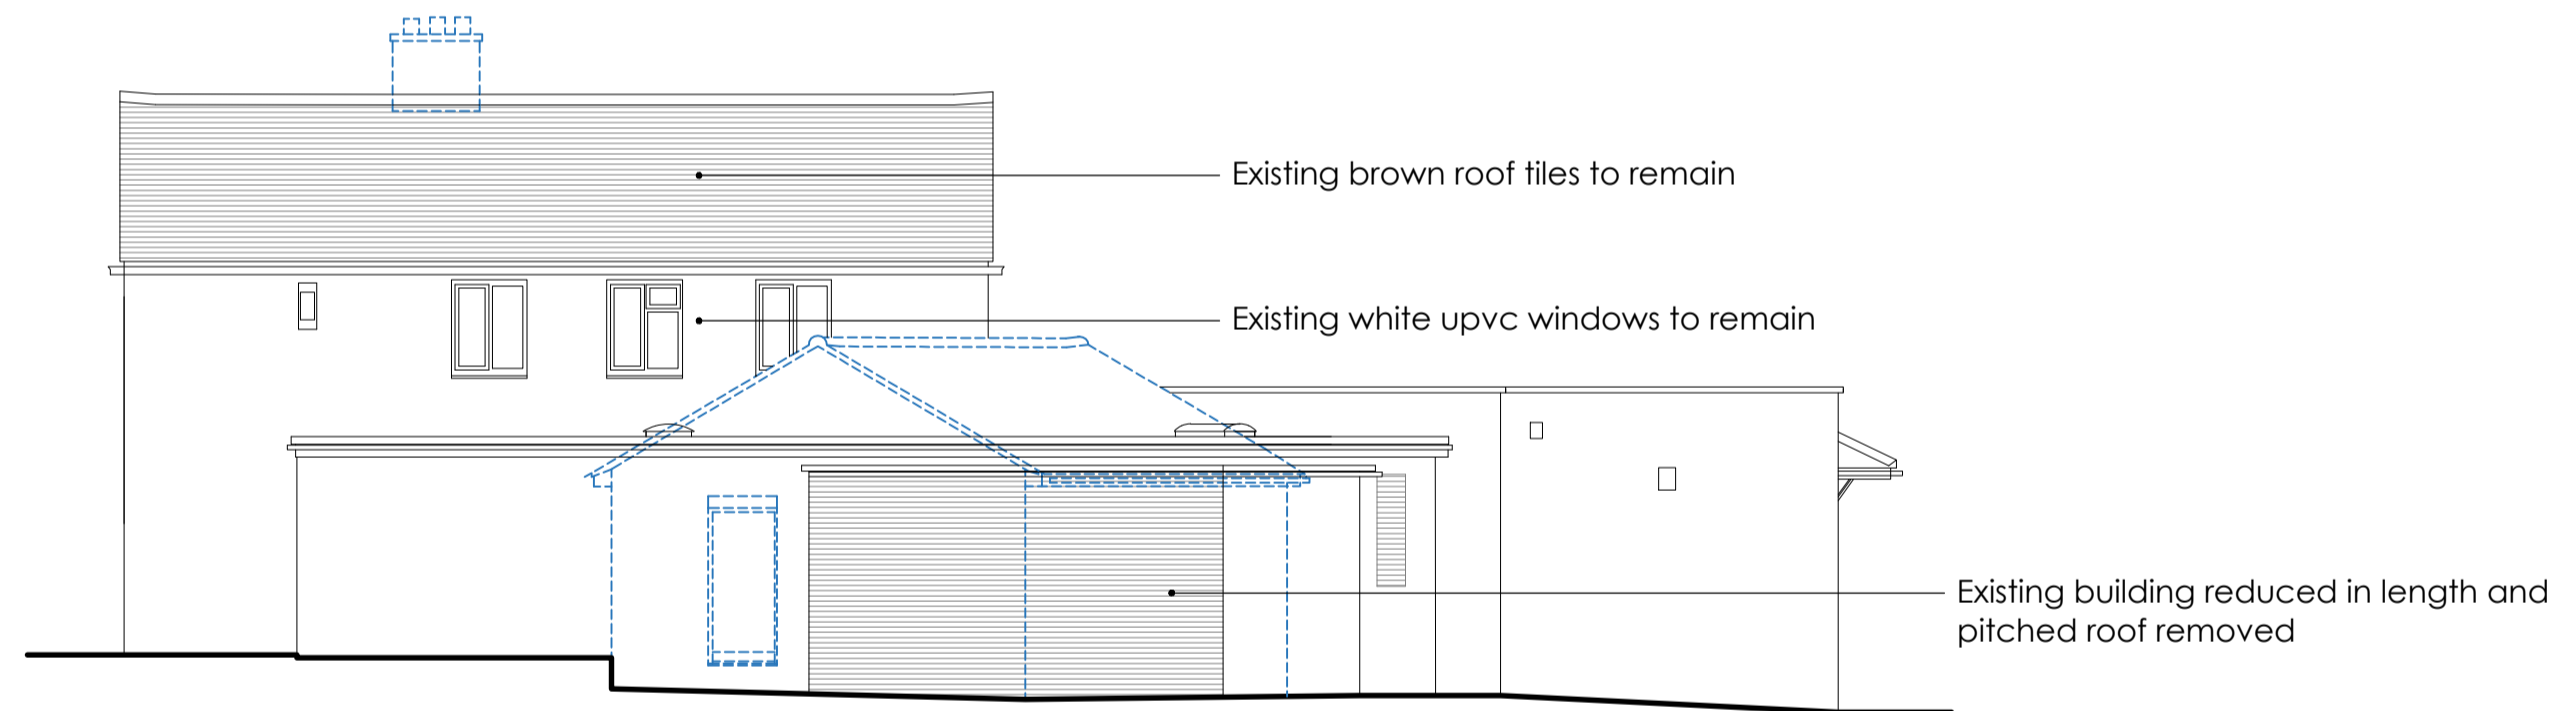 Existing brown roof tiles to remain
Existing white upvc windows to remain
Existing building reduced in length and
pitched roof removed